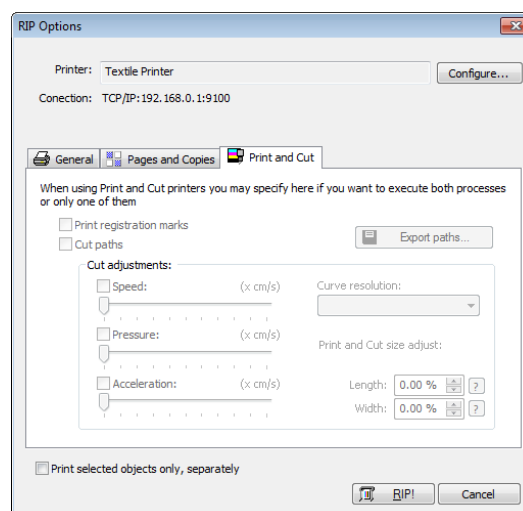 RIP Options
Printer: Textile Printer Configure...
Conection: TCP/IP:192.168.0.1:9100
General Pages and Copies Print and Cut
When using Print and Cut printers you may specify here if you want to execute both processes
or only one of them
Print registration marks
Cut paths Export paths...
Cut adjustments:
Speed: (x cm/s) Curve resolution:
Pressure: (x cm/s)
Print and Cut size adjust:
Acceleration: (x cm/s) Length: 0.00 % ?
Width: 0.00 % ?
Print selected objects only, separately
RIP! Cancel